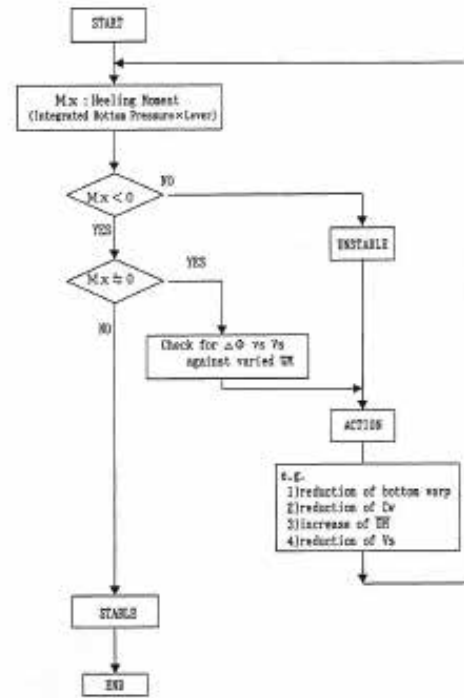 START
Mx : Heeling Moment
(Integrated Bottom Pressure×Lever)
Mx < 0
NO
YES
UNSTABLE
Mx ≒ 0
YES
NO
Check for △Φ vs Vs
against varied G̅M̅
ACTION
e.g.
1)reduction of bottom warp
2)reduction of Cw
3)increase of G̅M̅
4)reduction of Vs
STABLE
END